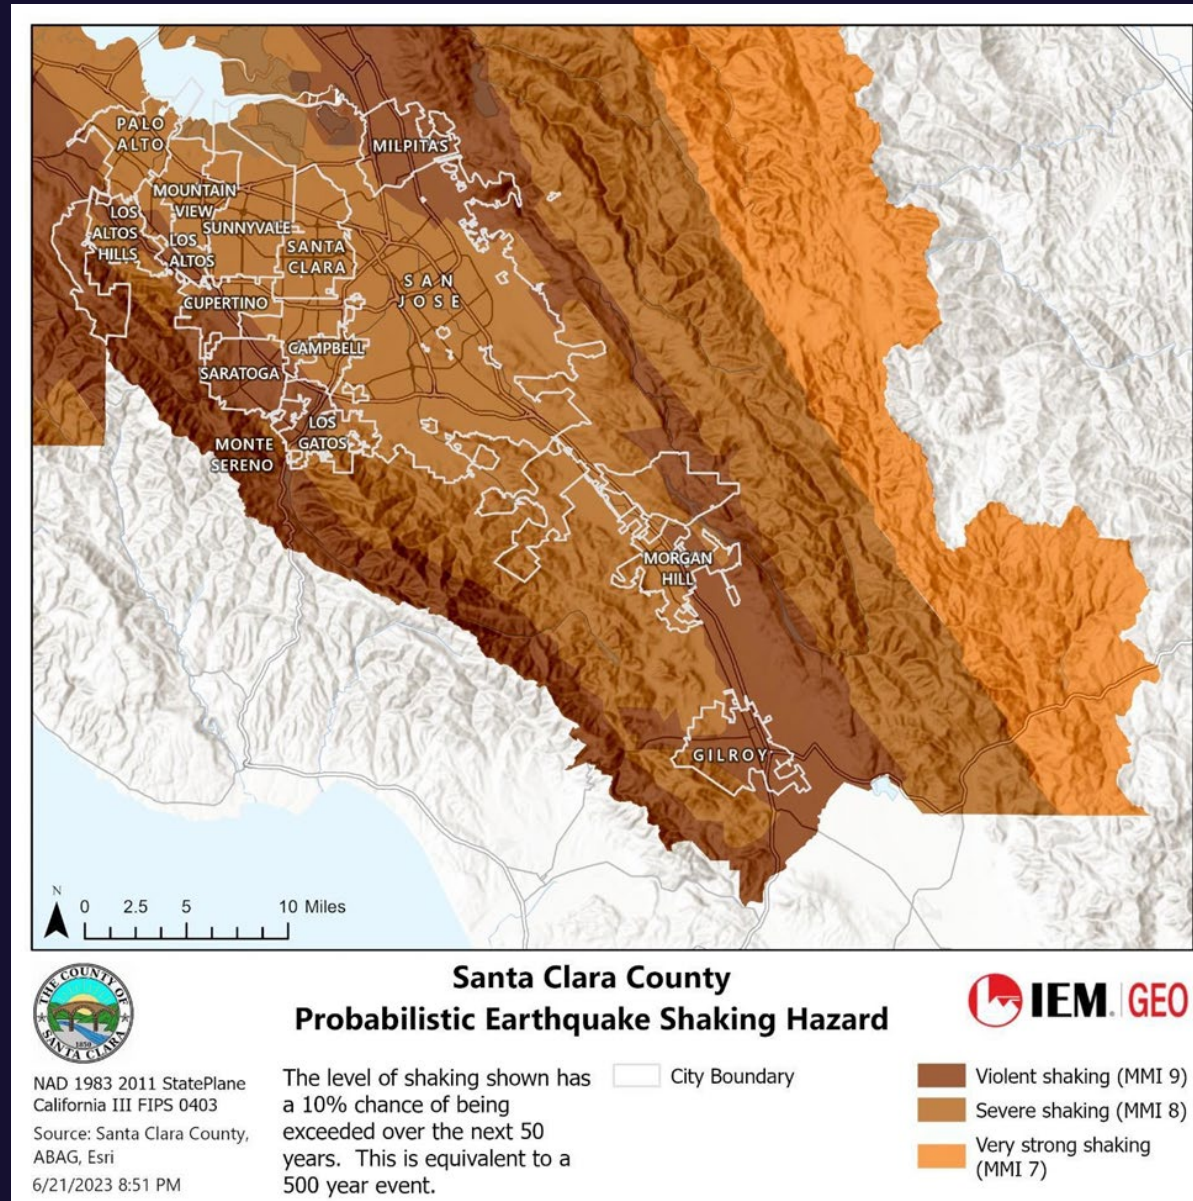 PALO
ALTO
MILPITAS
MOUNTAIN
VIEW
LOS
ALTOS
HILLS
SUNNYVALE
LOS
ALTOS
SANTA
CLARA
SAN
JOSE
CUPERTINO
CAMPBELL
SARATOGA
LOS
GATOS
MONTE
SERENO
MORGAN
HILL
GILROY
N
0 2.5 5 10 Miles
THE COUNTY OF
SANTA CLARA
1850
Santa Clara County
Probabilistic Earthquake Shaking Hazard
IEM. GEO
NAD 1983 2011 StatePlane
California III FIPS 0403
Source: Santa Clara County,
ABAG, Esri
6/21/2023 8:51 PM
The level of shaking shown has
a 10% chance of being
exceeded over the next 50
years. This is equivalent to a
500 year event.
City Boundary
Violent shaking (MMI 9)
Severe shaking (MMI 8)
Very strong shaking
(MMI 7)